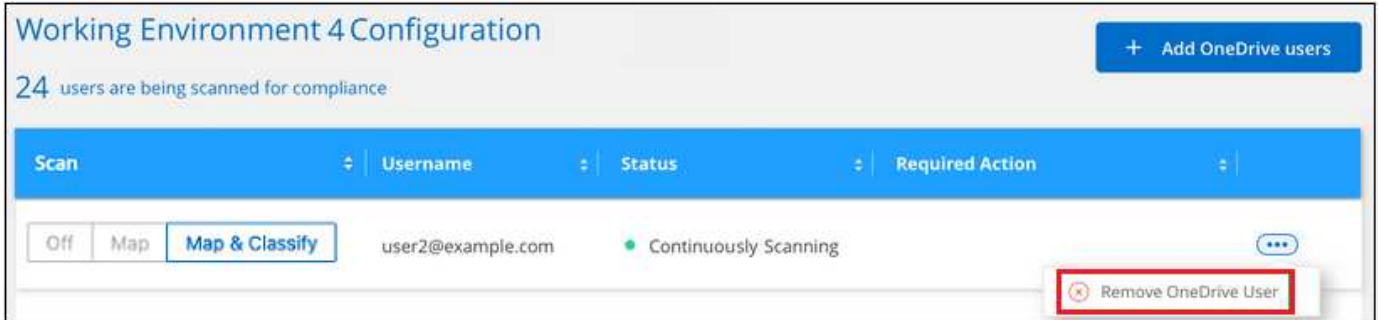 Working Environment 4 Configuration
+ Add OneDrive users
24 users are being scanned for compliance
Scan Username Status Required Action
Off Map Map & Classify user2@example.com Continuously Scanning
Remove OneDrive User